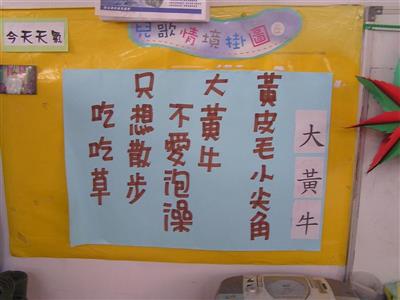 今天天氣
兒歌情境掛圖
大黃牛
黃皮毛小尖角
大黃牛
不愛泡澡
只想散步
吃吃草